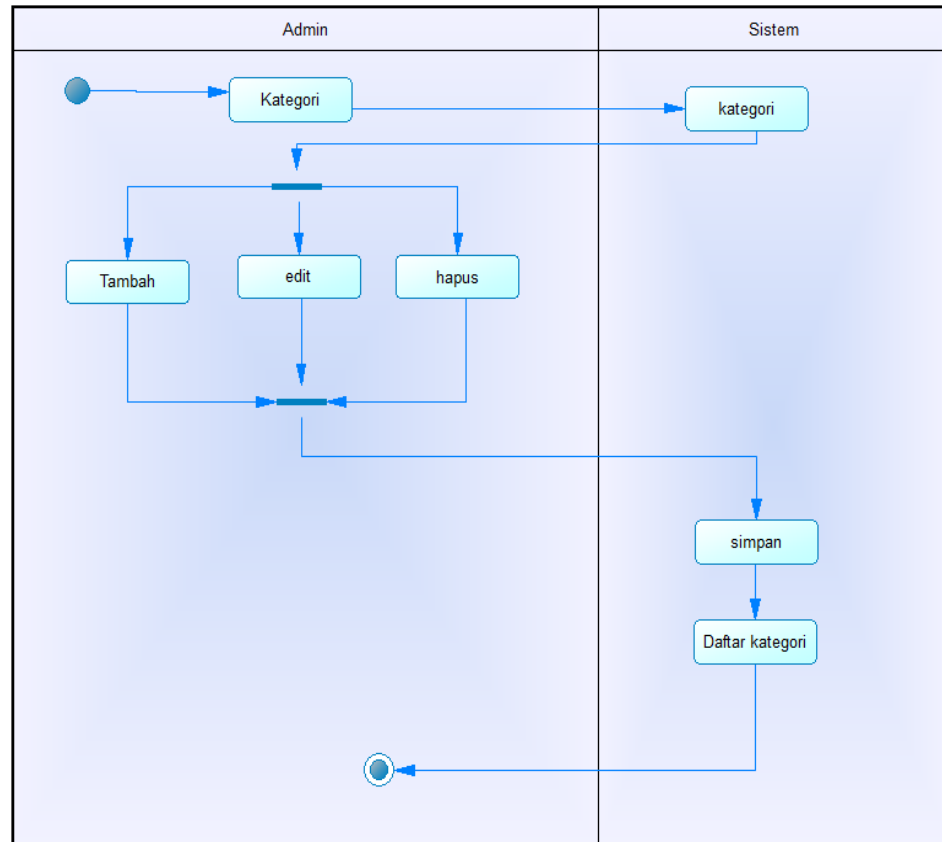 Admin
Sistem
Kategori
kategori
Tambah
edit
hapus
simpan
Daftar kategori